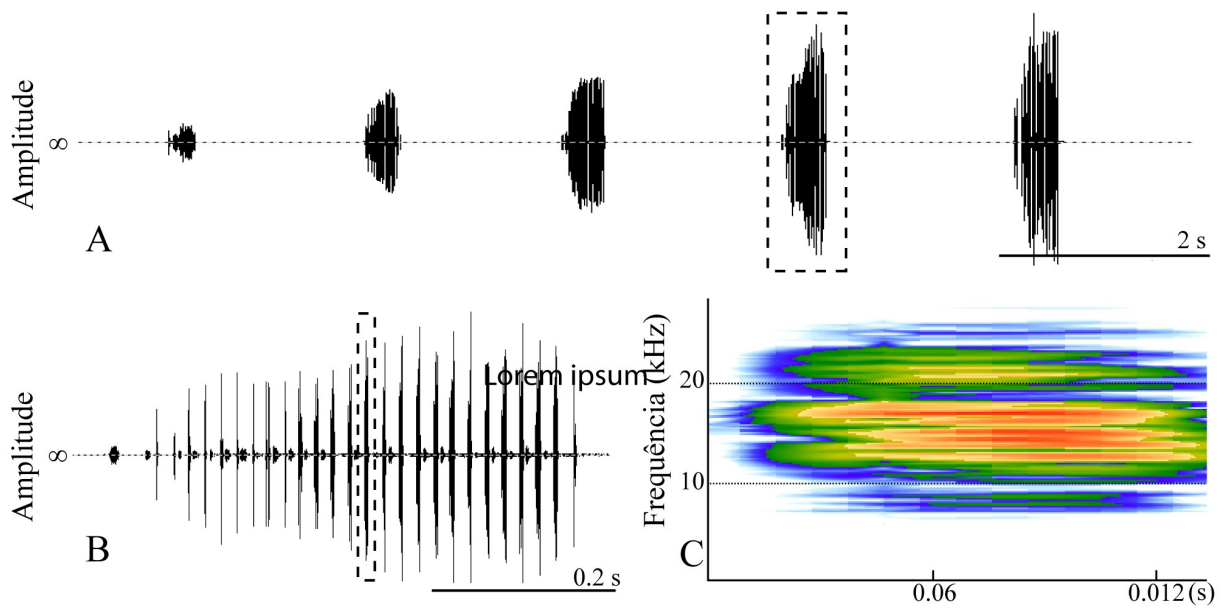 Amplitude
∞
A
2 s
Amplitude
∞
B
Lorem ipsum
0.2 s
Frequência (kHz)
20
10
C
0.06
0.012 (s)